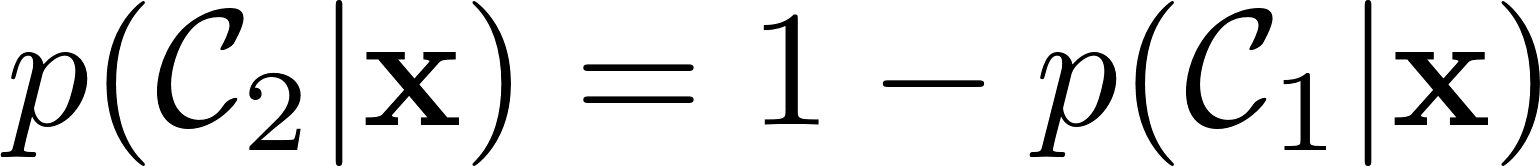 p(𝒞₂|𝐱) = 1 − p(𝒞₁|𝐱)